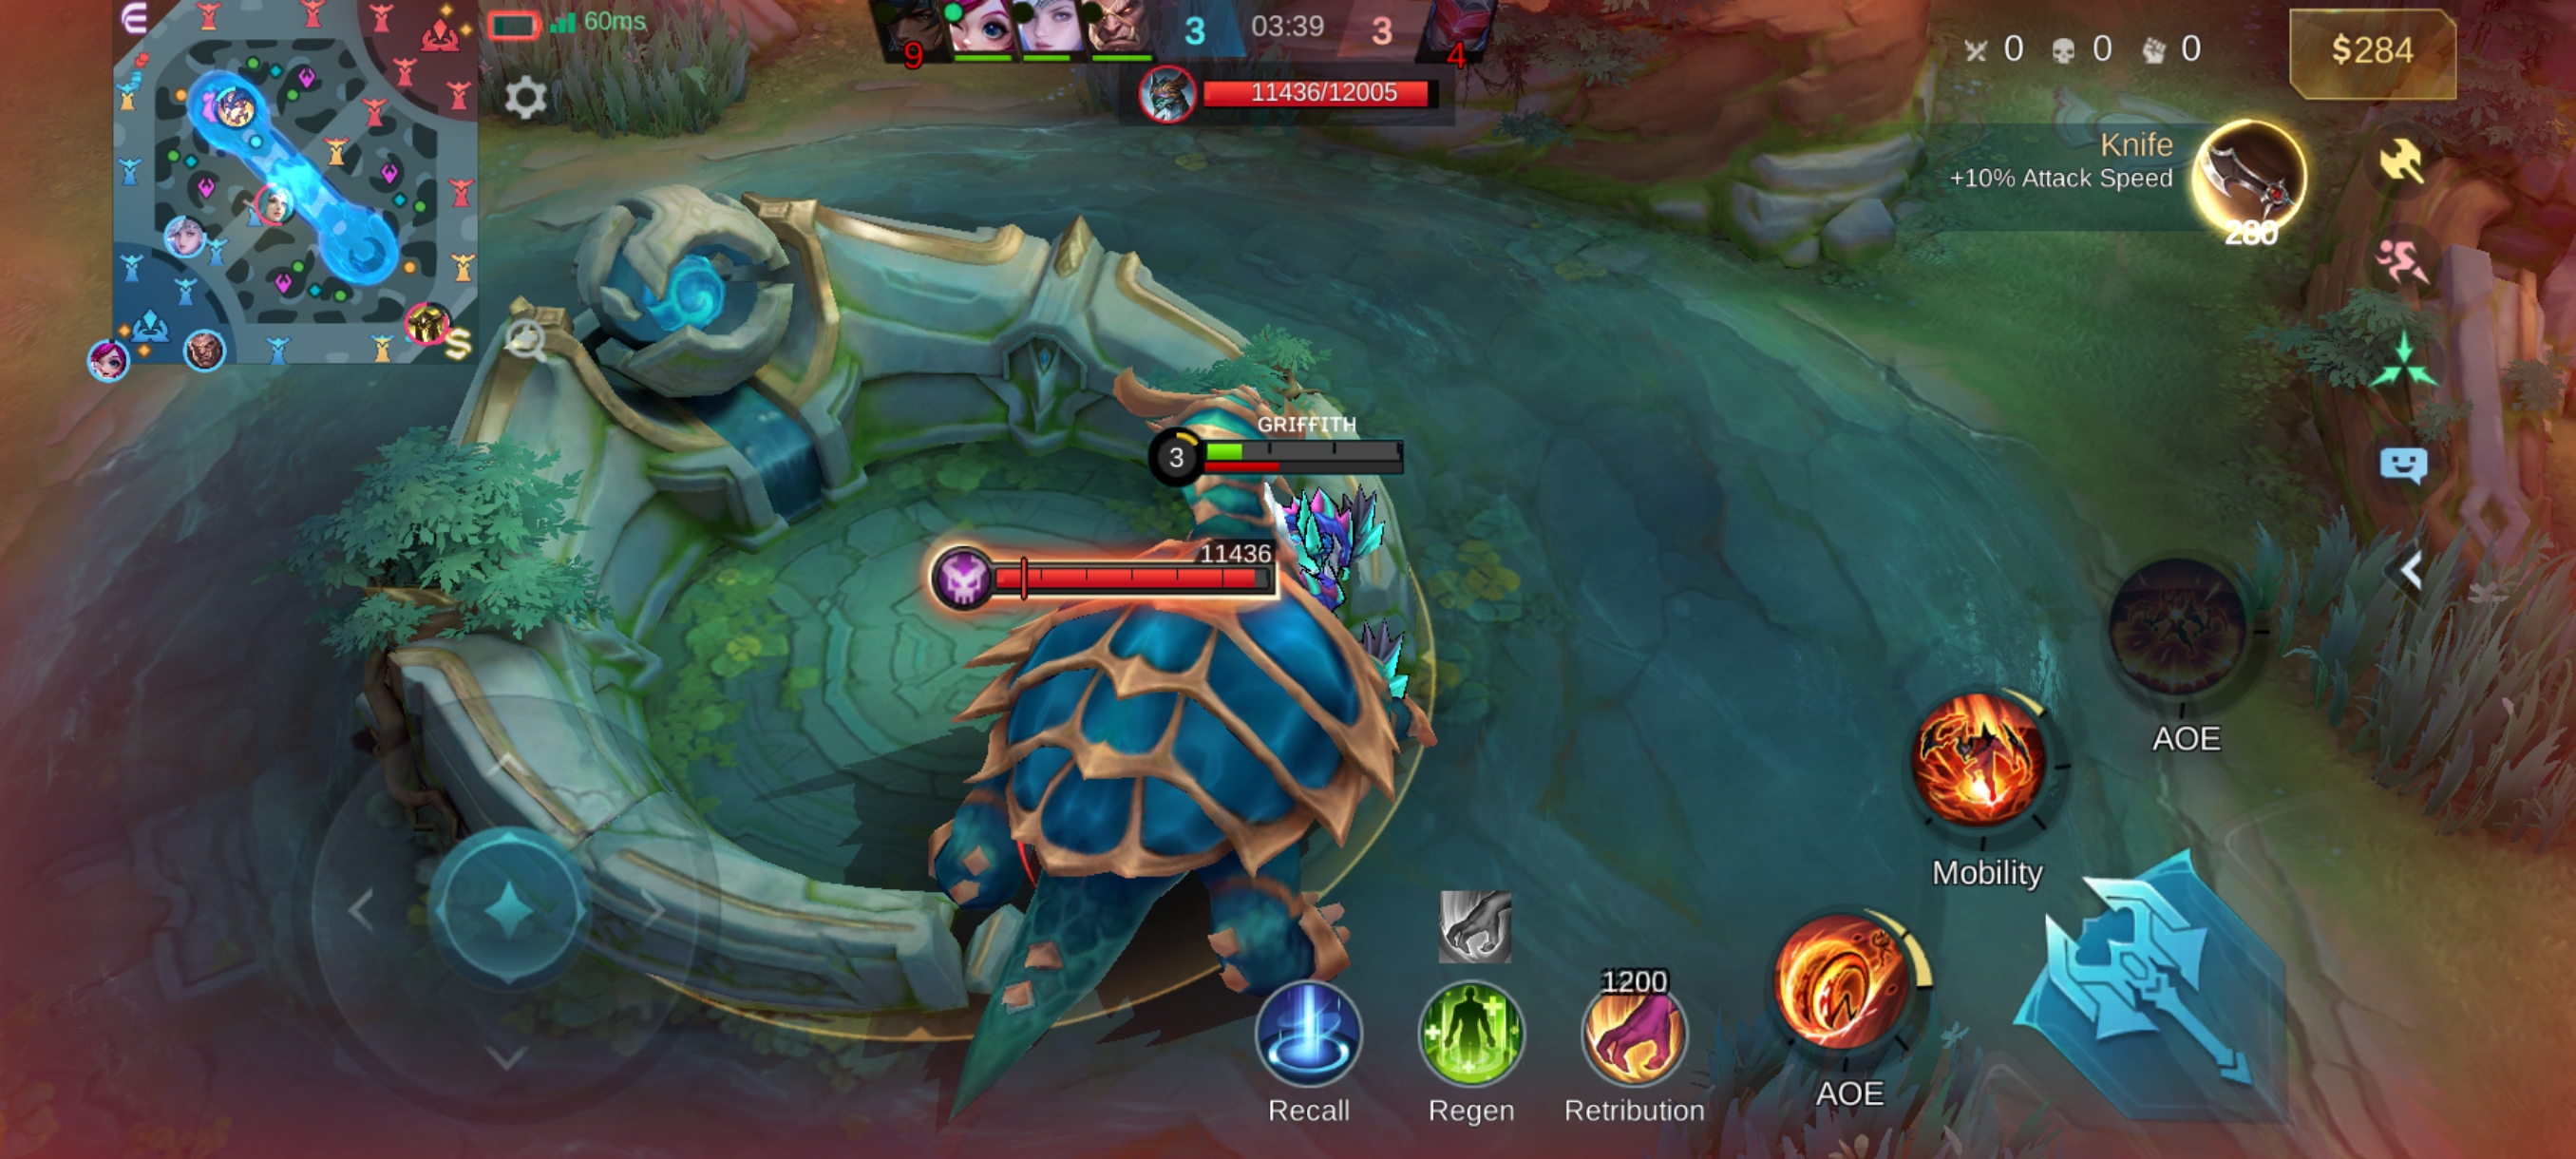 60ms
9
3
03:39
3
4
11436/12005
0
0
0
$284
Knife
+10% Attack Speed
280
S
GRIFFITH
3
11436
AOE
Mobility
1200
AOE
Recall
Regen
Retribution